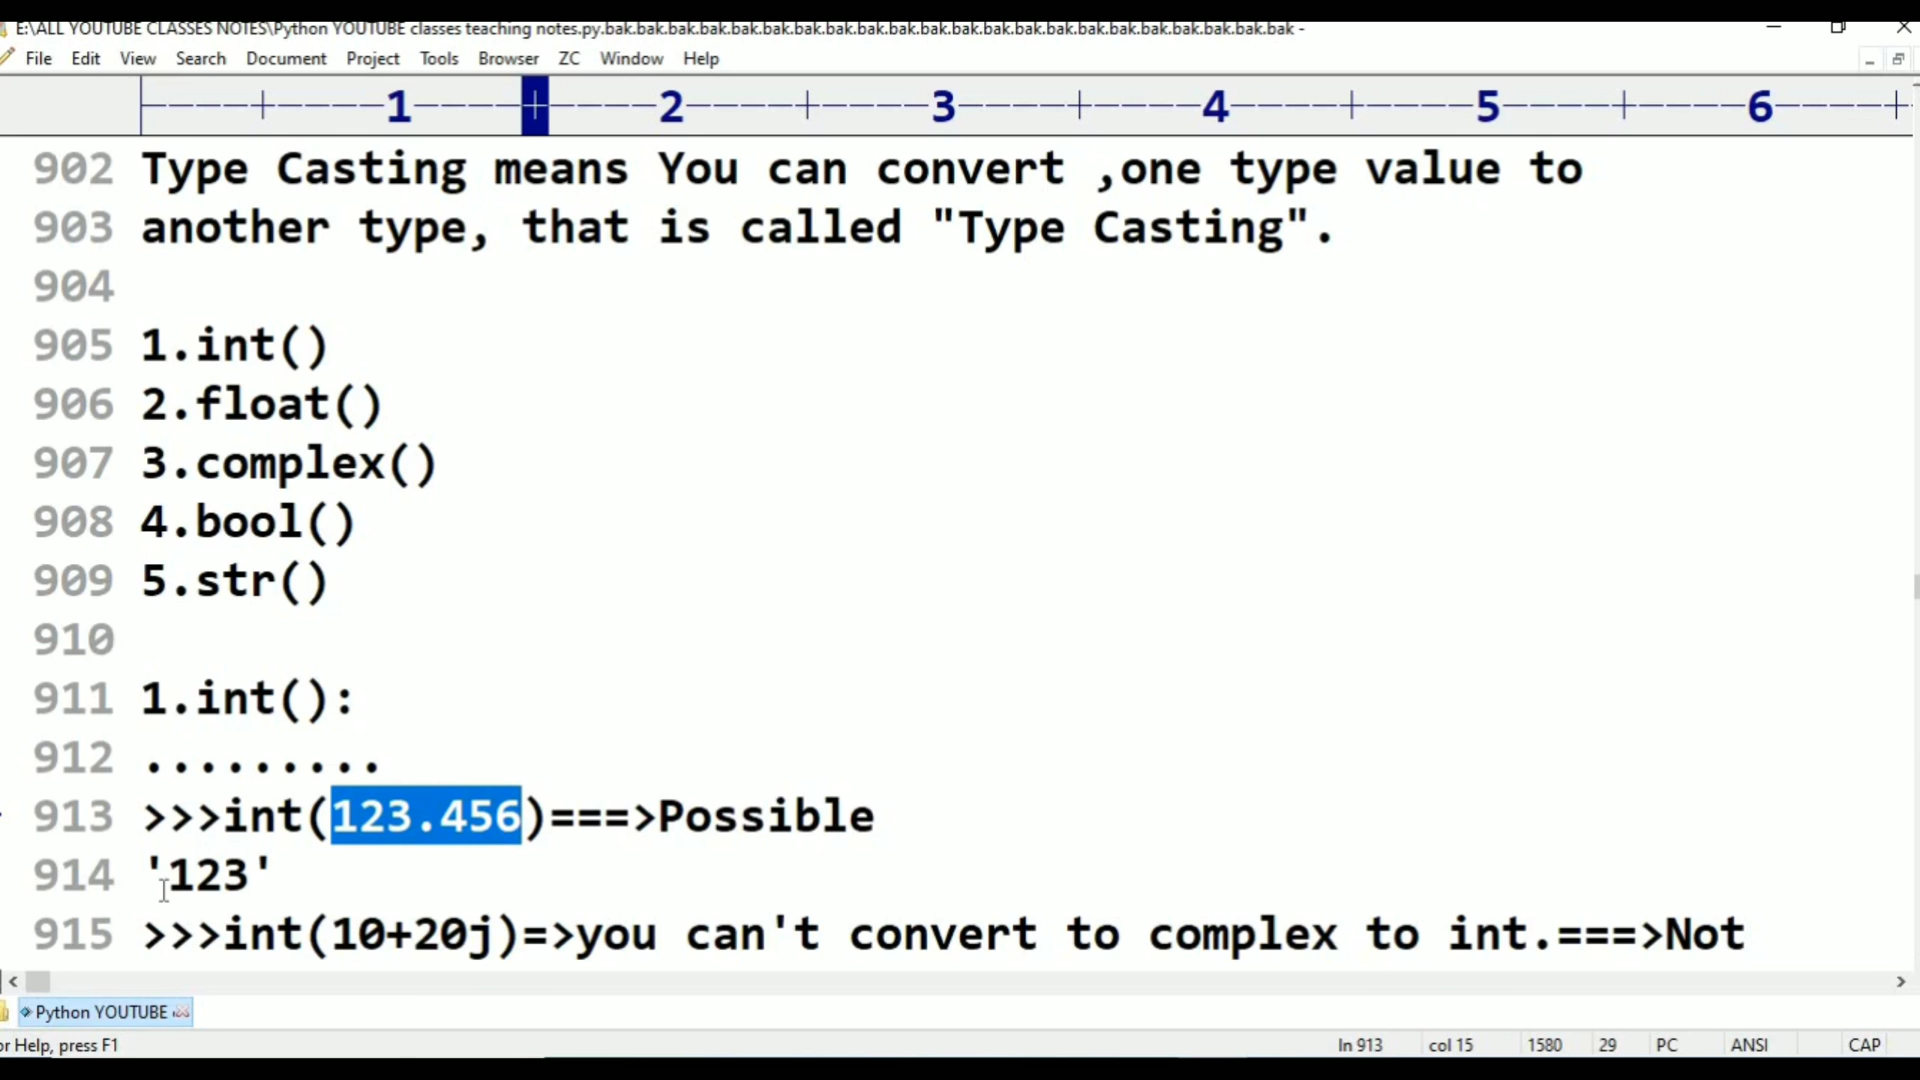 E:\ALL YOUTUBE CLASSES NOTES\Python YOUTUBE classes teaching notes.py.bak.bak.bak.bak.bak.bak.bak.bak.bak.bak.bak.bak.bak.bak.bak.bak.bak.bak.bak.bak.bak.bak -
File Edit View Search Document Project Tools Browser ZC Window Help
----+----1----+----2----+----3----+----4----+----5----+----6----+
902 Type Casting means You can convert ,one type value to
903 another type, that is called "Type Casting".
904
905 1.int()
906 2.float()
907 3.complex()
908 4.bool()
909 5.str()
910
911 1.int():
912 .........
913 >>>int(123.456)===>Possible
914 '123'
915 >>>int(10+20j)=>you can't convert to complex to int.===>Not
Python YOUTUBE
or Help, press F1 ln 913 col 15 1580 29 PC ANSI CAP